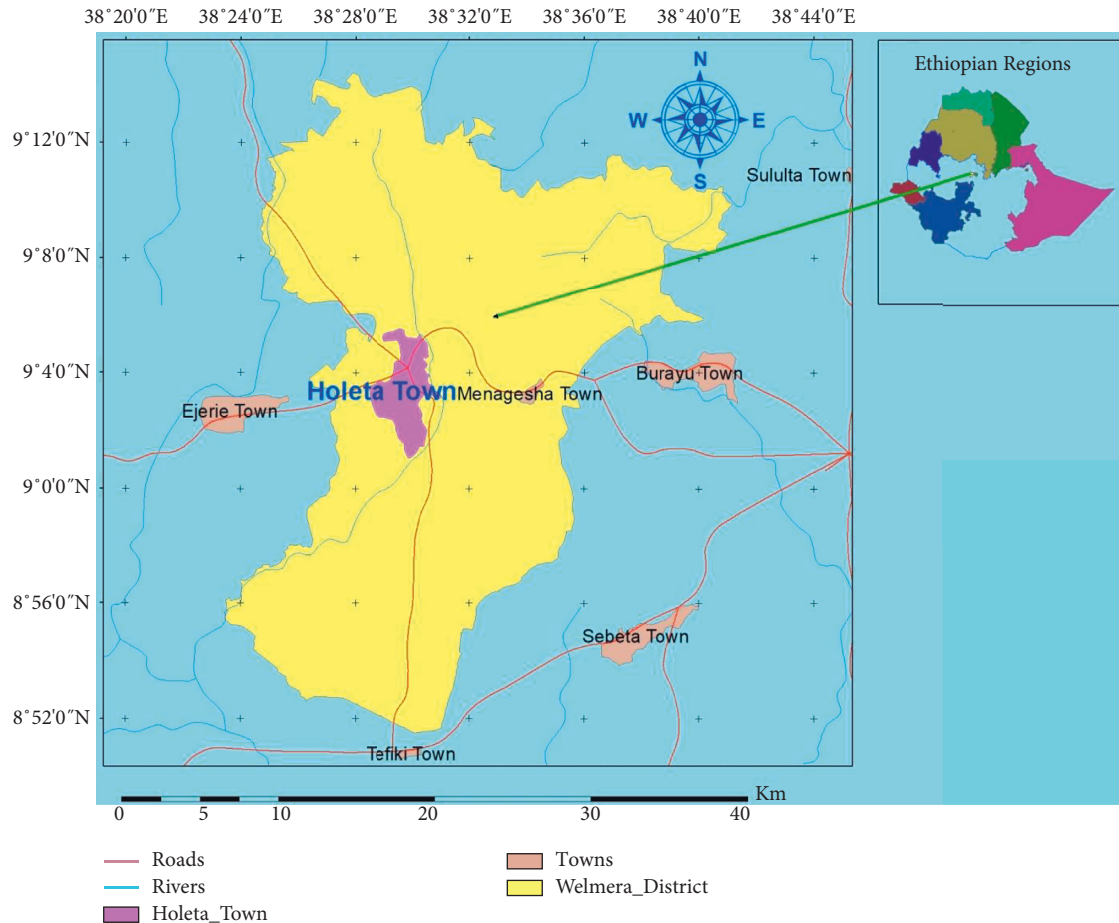 38°20′0″E 38°24′0″E 38°28′0″E 38°32′0″E 38°36′0″E 38°40′0″E 38°44′0″E
N
W E
S
Ethiopian Regions
9°12′0″N
9°8′0″N
9°4′0″N
9°0′0″N
8°56′0″N
8°52′0″N
Sululta Town
Burayu Town
Holeta Town
Menagesha Town
Ejerie Town
Sebeta Town
Tefiki Town
0 5 10 20 30 40 Km
Roads
Rivers
Holeta_Town
Towns
Welmera_District